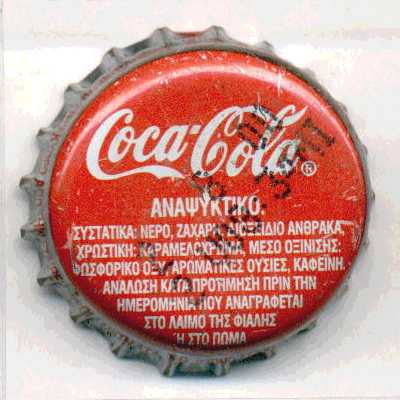 Coca-Cola®
ΑΝΑΨΥΚΤΙΚΟ.
ΣΥΣΤΑΤΙΚΑ: ΝΕΡΟ, ΖΑΧΑΡΗ, ΔΙΟΞΕΙΔΙΟ ΑΝΘΡΑΚΑ,
ΧΡΩΣΤΙΚΗ: ΚΑΡΑΜΕΛΟΧΡΩΜΑ, ΜΕΣΟ ΟΞΙΝΙΣΗΣ:
ΦΩΣΦΟΡΙΚΟ ΟΞΥ, ΑΡΩΜΑΤΙΚΕΣ ΟΥΣΙΕΣ, ΚΑΦΕΪΝΗ.
ΑΝΑΛΩΣΗ ΚΑΤΑ ΠΡΟΤΙΜΗΣΗ ΠΡΙΝ ΤΗΝ
ΗΜΕΡΟΜΗΝΙΑ ΠΟΥ ΑΝΑΓΡΑΦΕΤΑΙ
ΣΤΟ ΛΑΙΜΟ ΤΗΣ ΦΙΑΛΗΣ
Ή ΣΤΟ ΠΩΜΑ